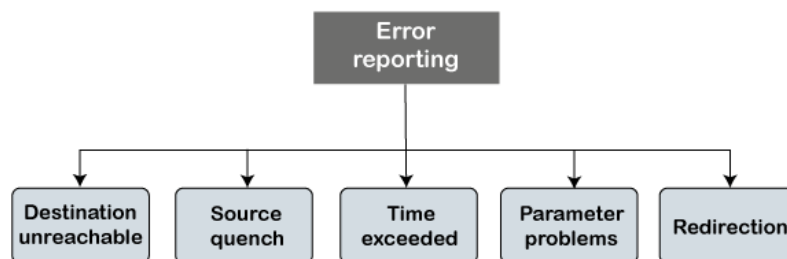 Error
reporting
Destination
unreachable
Source
quench
Time
exceeded
Parameter
problems
Redirection